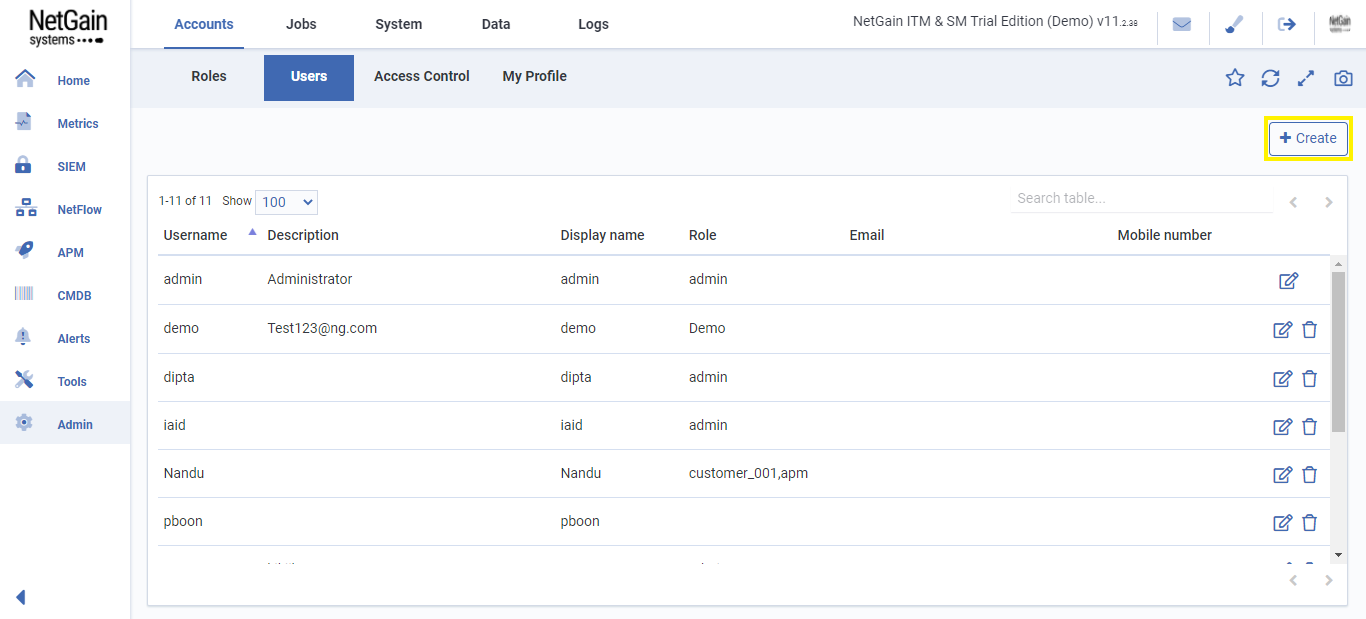 NetGain
systems
Accounts Jobs System Data Logs
NetGain ITM & SM Trial Edition (Demo) v11.2.38
Roles Users Access Control My Profile
Home
Metrics
SIEM
NetFlow
APM
CMDB
Alerts
Tools
Admin
Create
1-11 of 11 Show 100
Search table...
Username Description Display name Role Email Mobile number
admin Administrator admin admin
demo Test123@ng.com demo Demo
dipta dipta admin
iaid iaid admin
Nandu Nandu customer_001,apm
pboon pboon